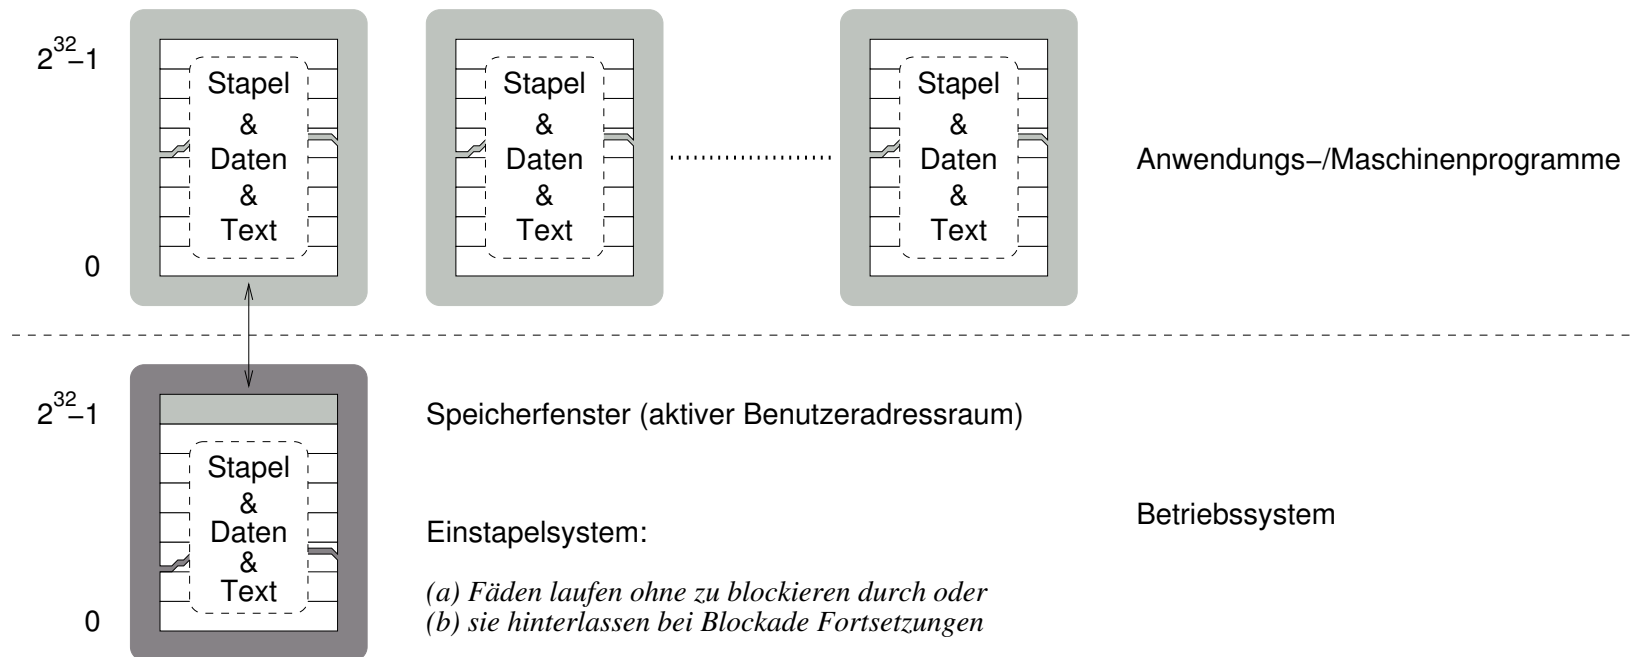 2^32–1
Stapel
&
Daten
&
Text
0
Stapel
&
Daten
&
Text
Stapel
&
Daten
&
Text
Anwendungs–/Maschinenprogramme
2^32–1
Stapel
&
Daten
&
Text
0
Speicherfenster (aktiver Benutzeradressraum)
Einstapelsystem:
(a) Fäden laufen ohne zu blockieren durch oder
(b) sie hinterlassen bei Blockade Fortsetzungen
Betriebssystem